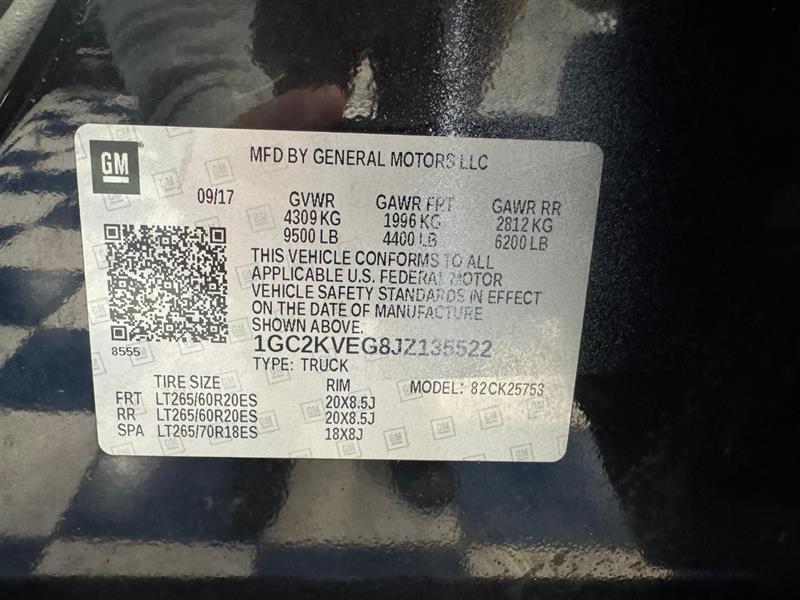 GM
MFD BY GENERAL MOTORS LLC
09/17 GVWR GAWR FRT GAWR RR
4309 KG 1996 KG 2812 KG
9500 LB 4400 LB 6200 LB
THIS VEHICLE CONFORMS TO ALL
APPLICABLE U.S. FEDERAL MOTOR
VEHICLE SAFETY STANDARDS IN EFFECT
ON THE DATE OF MANUFACTURE
SHOWN ABOVE.
8555
1GC2KVEG8JZ135522
TYPE: TRUCK
TIRE SIZE RIM MODEL: 82CK25753
FRT LT265/60R20ES 20X8.5J
RR LT265/60R20ES 20X8.5J
SPA LT265/70R18ES 18X8J